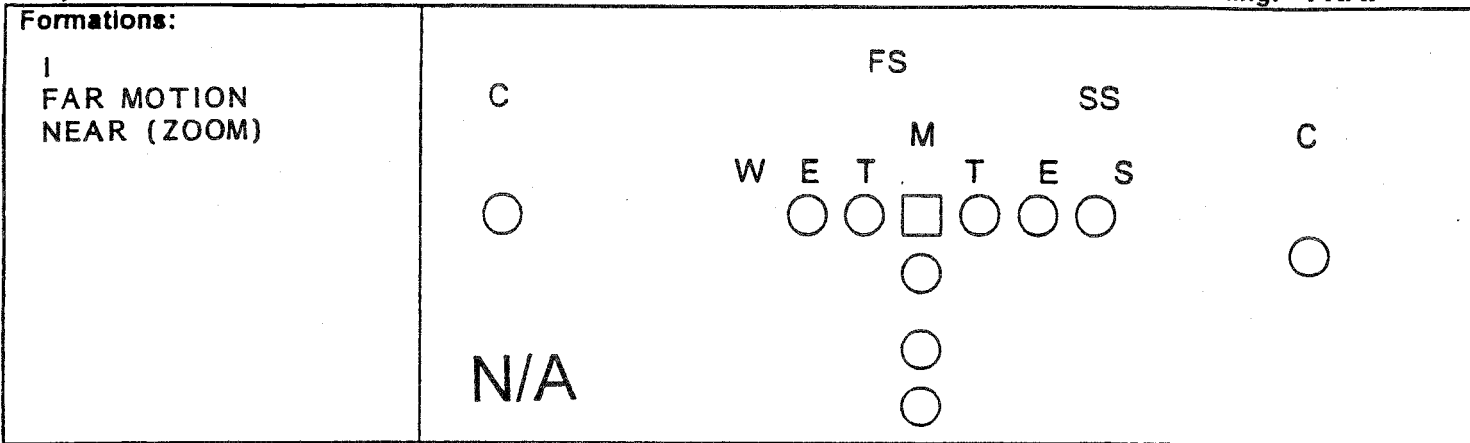 Formations:
I
FAR MOTION
NEAR (ZOOM)
FS
C SS
M C
W E T T E S
N/A